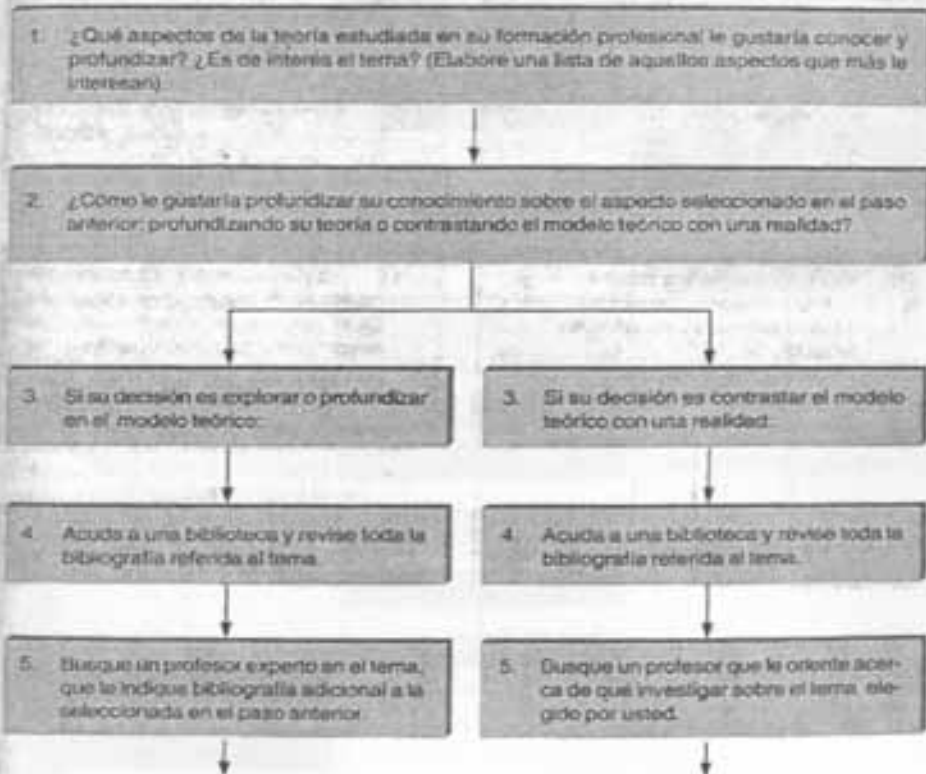 1. ¿Qué aspectos de la teoría estudiada en su formación profesional le gustaría conocer y
profundizar? ¿Es de interés el tema? (Elabore una lista de aquellos aspectos que más le
interesan)
2. ¿Cómo le gustaría profundizar su conocimiento sobre el aspecto seleccionado en el paso
anterior: profundizando su teoría o contrastando el modelo teórico con una realidad?
3. Si su decisión es explorar o profundizar
en el modelo teórico:
4. Acuda a una biblioteca y revise toda la
bibliografía referida al tema.
5. Busque un profesor experto en el tema,
que le indique bibliografía adicional a la
seleccionada en el paso anterior.
3. Si su decisión es contrastar el modelo
teórico con una realidad:
4. Acuda a una biblioteca y revise toda la
bibliografía referida al tema.
5. Busque un profesor que le oriente acer-
ca de qué investigar sobre el tema ele-
gido por usted.